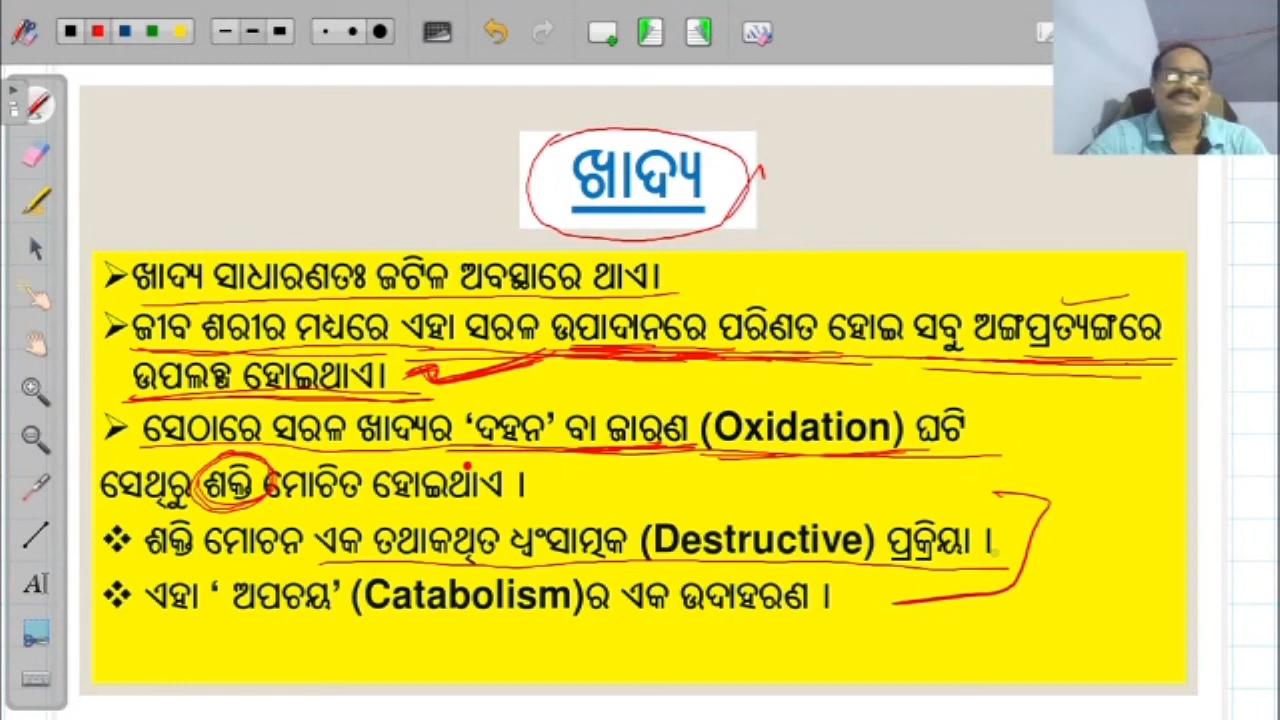 ଖାଦ୍ୟ
➢ଖାଦ୍ୟ ସାଧାରଣତଃ ଜଟିଳ ଅବସ୍ଥାରେ ଥାଏ।
➢ଜୀବ ଶରୀର ମଧ୍ୟରେ ଏହା ସରଳ ଉପାଦାନରେ ପରିଣତ ହୋଇ ସବୁ ଅଙ୍ଗପ୍ରତ୍ୟଙ୍ଗରେ
ଉପଲବ୍ଧ ହୋଇଥାଏ।
➢ ସେଠାରେ ସରଳ ଖାଦ୍ୟର ‘ଦହନ’ ବା ଜାରଣ (Oxidation) ଘଟି
ସେଥିରୁ ଶକ୍ତି ମୋଚିତ ହୋଇଥାଏ ।
❖ ଶକ୍ତି ମୋଚନ ଏକ ତଥାକଥିତ ଧ୍ୱଂସାତ୍ମକ (Destructive) ପ୍ରକ୍ରିୟା ।
❖ ଏହା ‘ ଅପଚୟ’ (Catabolism)ର ଏକ ଉଦାହରଣ ।